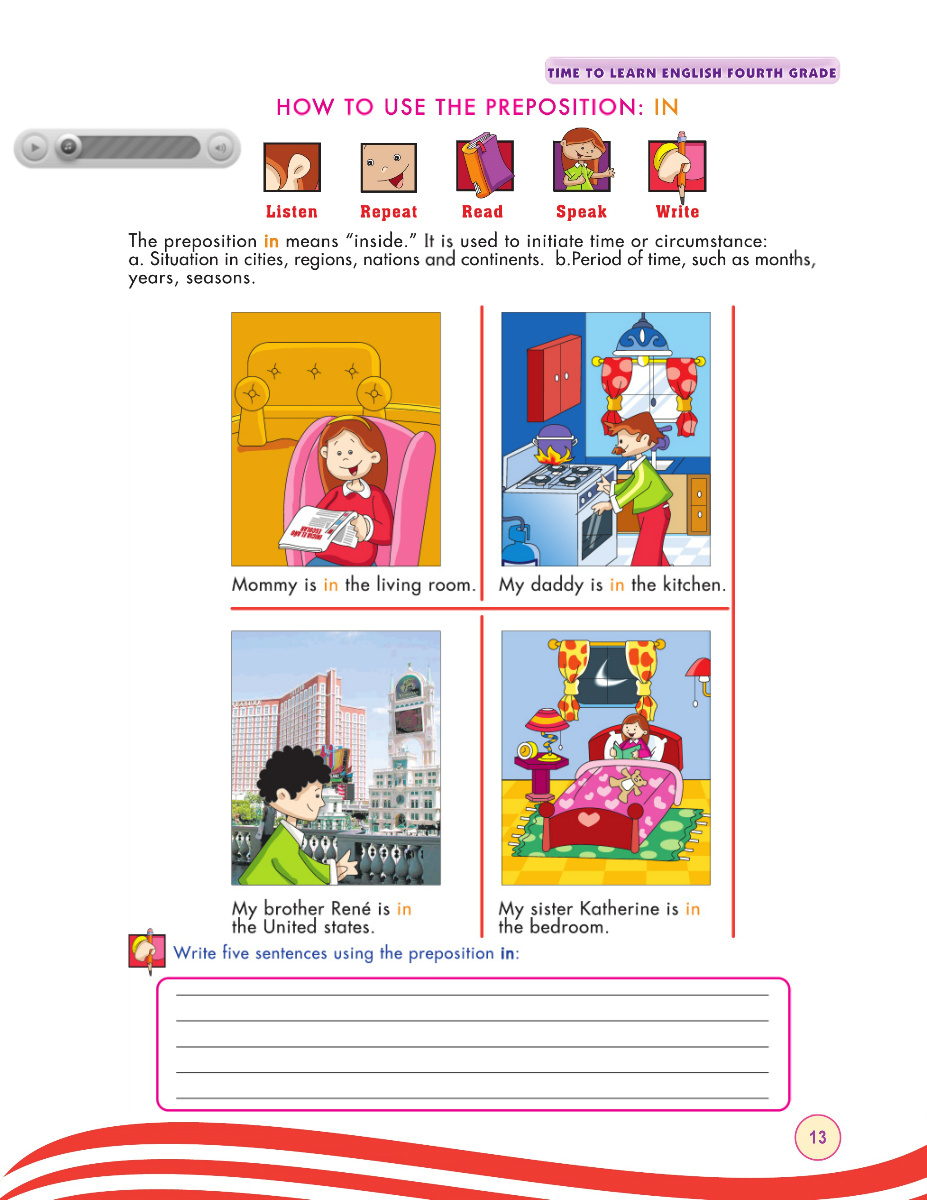 TIME TO LEARN ENGLISH FOURTH GRADE
HOW TO USE THE PREPOSITION: IN
Listen
Repeat
Read
Speak
Write
The preposition in means “inside.” It is used to initiate time or circumstance:
a. Situation in cities, regions, nations and continents. b.Period of time, such as months,
years, seasons.
INICIA EL AÑO
ESCOLAR
Mommy is in the living room.
My daddy is in the kitchen.
My brother René is in
the United states.
My sister Katherine is in
the bedroom.
Write five sentences using the preposition in:
13